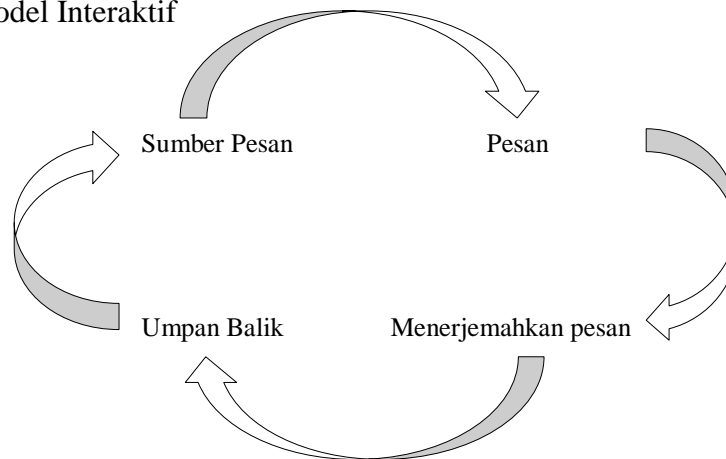 odel Interaktif
Sumber Pesan
Pesan
Umpan Balik
Menerjemahkan pesan